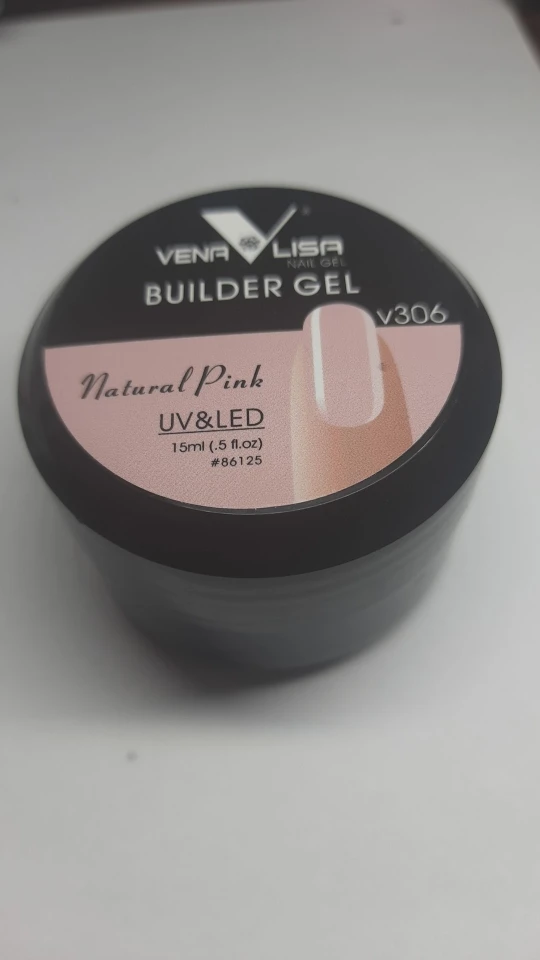 VENA LISA
NAIL GEL
BUILDER GEL
v306
Natural Pink
UV&LED
15ml (.5 fl.oz)
#86125